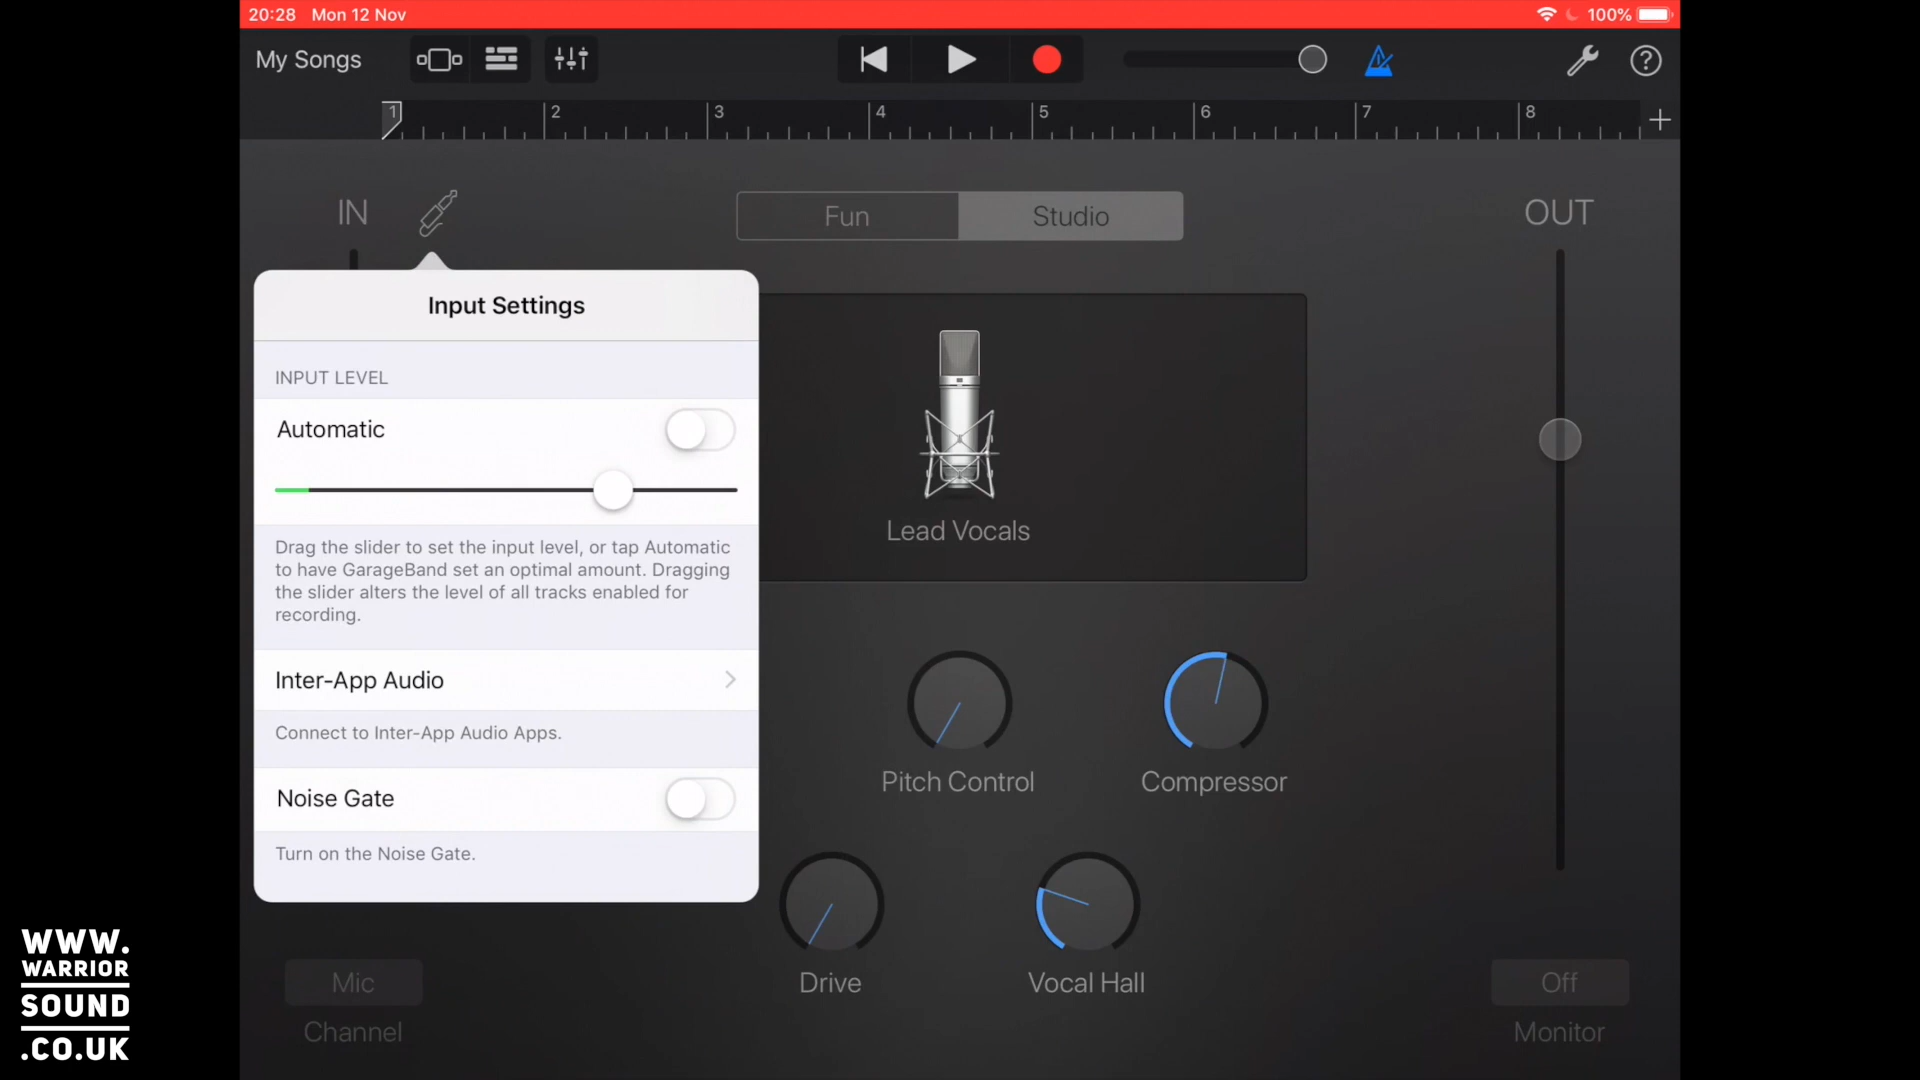 20:28 Mon 12 Nov
100%
My Songs
1 2 3 4 5 6 7 8
IN
Fun
Studio
OUT
Input Settings
INPUT LEVEL
Automatic
Drag the slider to set the input level, or tap Automatic
to have GarageBand set an optimal amount. Dragging
the slider alters the level of all tracks enabled for
recording.
Inter-App Audio
Connect to Inter-App Audio Apps.
Noise Gate
Turn on the Noise Gate.
Lead Vocals
Pitch Control
Compressor
Drive
Vocal Hall
Mic
Channel
Off
Monitor
WWW.
WARRIOR
SOUND
.CO.UK